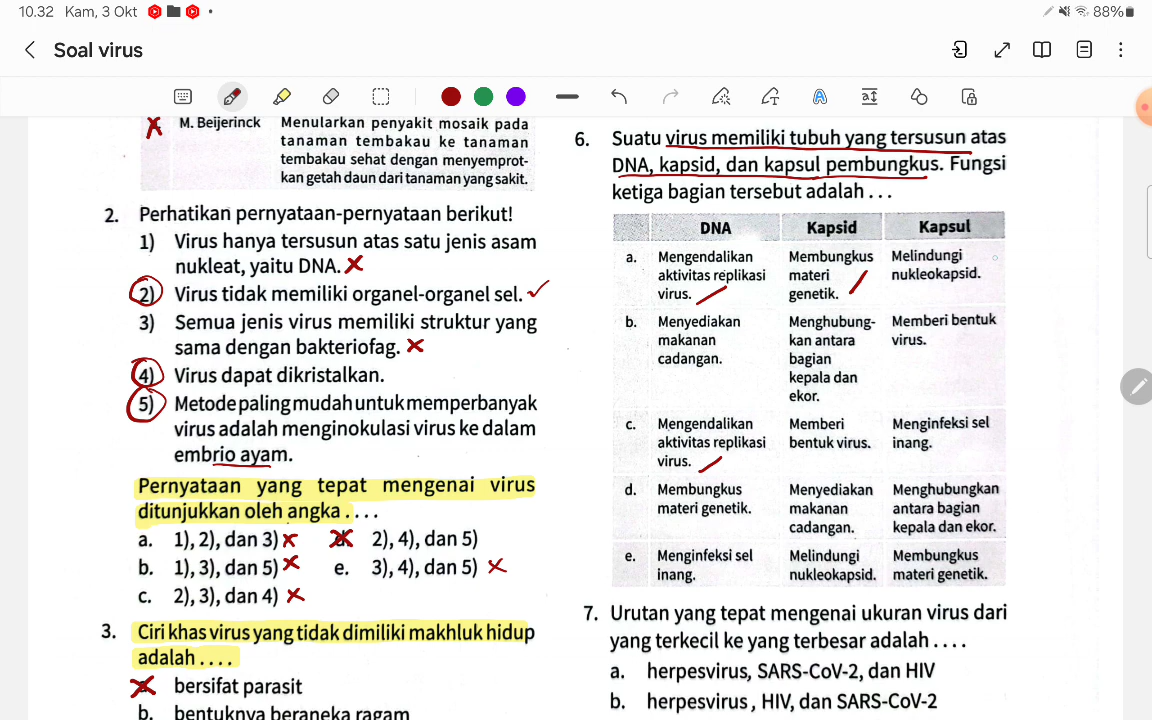 10.32 Kam, 3 Okt
88%
Soal virus
M. Beijerinck Menularkan penyakit mosaik pada
tanaman tembakau ke tanaman
tembakau sehat dengan menyemprot-
kan getah daun dari tanaman yang sakit.
2. Perhatikan pernyataan-pernyataan berikut!
1) Virus hanya tersusun atas satu jenis asam
nukleat, yaitu DNA.
2) Virus tidak memiliki organel-organel sel.
3) Semua jenis virus memiliki struktur yang
sama dengan bakteriofag.
4) Virus dapat dikristalkan.
5) Metode paling mudah untuk memperbanyak
virus adalah menginokulasi virus ke dalam
embrio ayam.
Pernyataan yang tepat mengenai virus
ditunjukkan oleh angka . . . .
a. 1), 2), dan 3) d. 2), 4), dan 5)
b. 1), 3), dan 5) e. 3), 4), dan 5)
c. 2), 3), dan 4)
3. Ciri khas virus yang tidak dimiliki makhluk hidup
adalah . . . .
a. bersifat parasit
b. bentuknya beraneka ragam
6. Suatu virus memiliki tubuh yang tersusun atas
DNA, kapsid, dan kapsul pembungkus. Fungsi
ketiga bagian tersebut adalah . . .
DNA Kapsid Kapsul
a. Mengendalikan Membungkus Melindungi
aktivitas replikasi materi nukleokapsid.
virus. genetik.
b. Menyediakan Menghubung- Memberi bentuk
makanan kan antara virus.
cadangan. bagian
kepala dan
ekor.
c. Mengendalikan Memberi Menginfeksi sel
aktivitas replikasi bentuk virus. inang.
virus.
d. Membungkus Menyediakan Menghubungkan
materi genetik. makanan antara bagian
cadangan. kepala dan ekor.
e. Menginfeksi sel Melindungi Membungkus
inang. nukleokapsid. materi genetik.
7. Urutan yang tepat mengenai ukuran virus dari
yang terkecil ke yang terbesar adalah . . . .
a. herpesvirus, SARS-CoV-2, dan HIV
b. herpesvirus , HIV, dan SARS-CoV-2